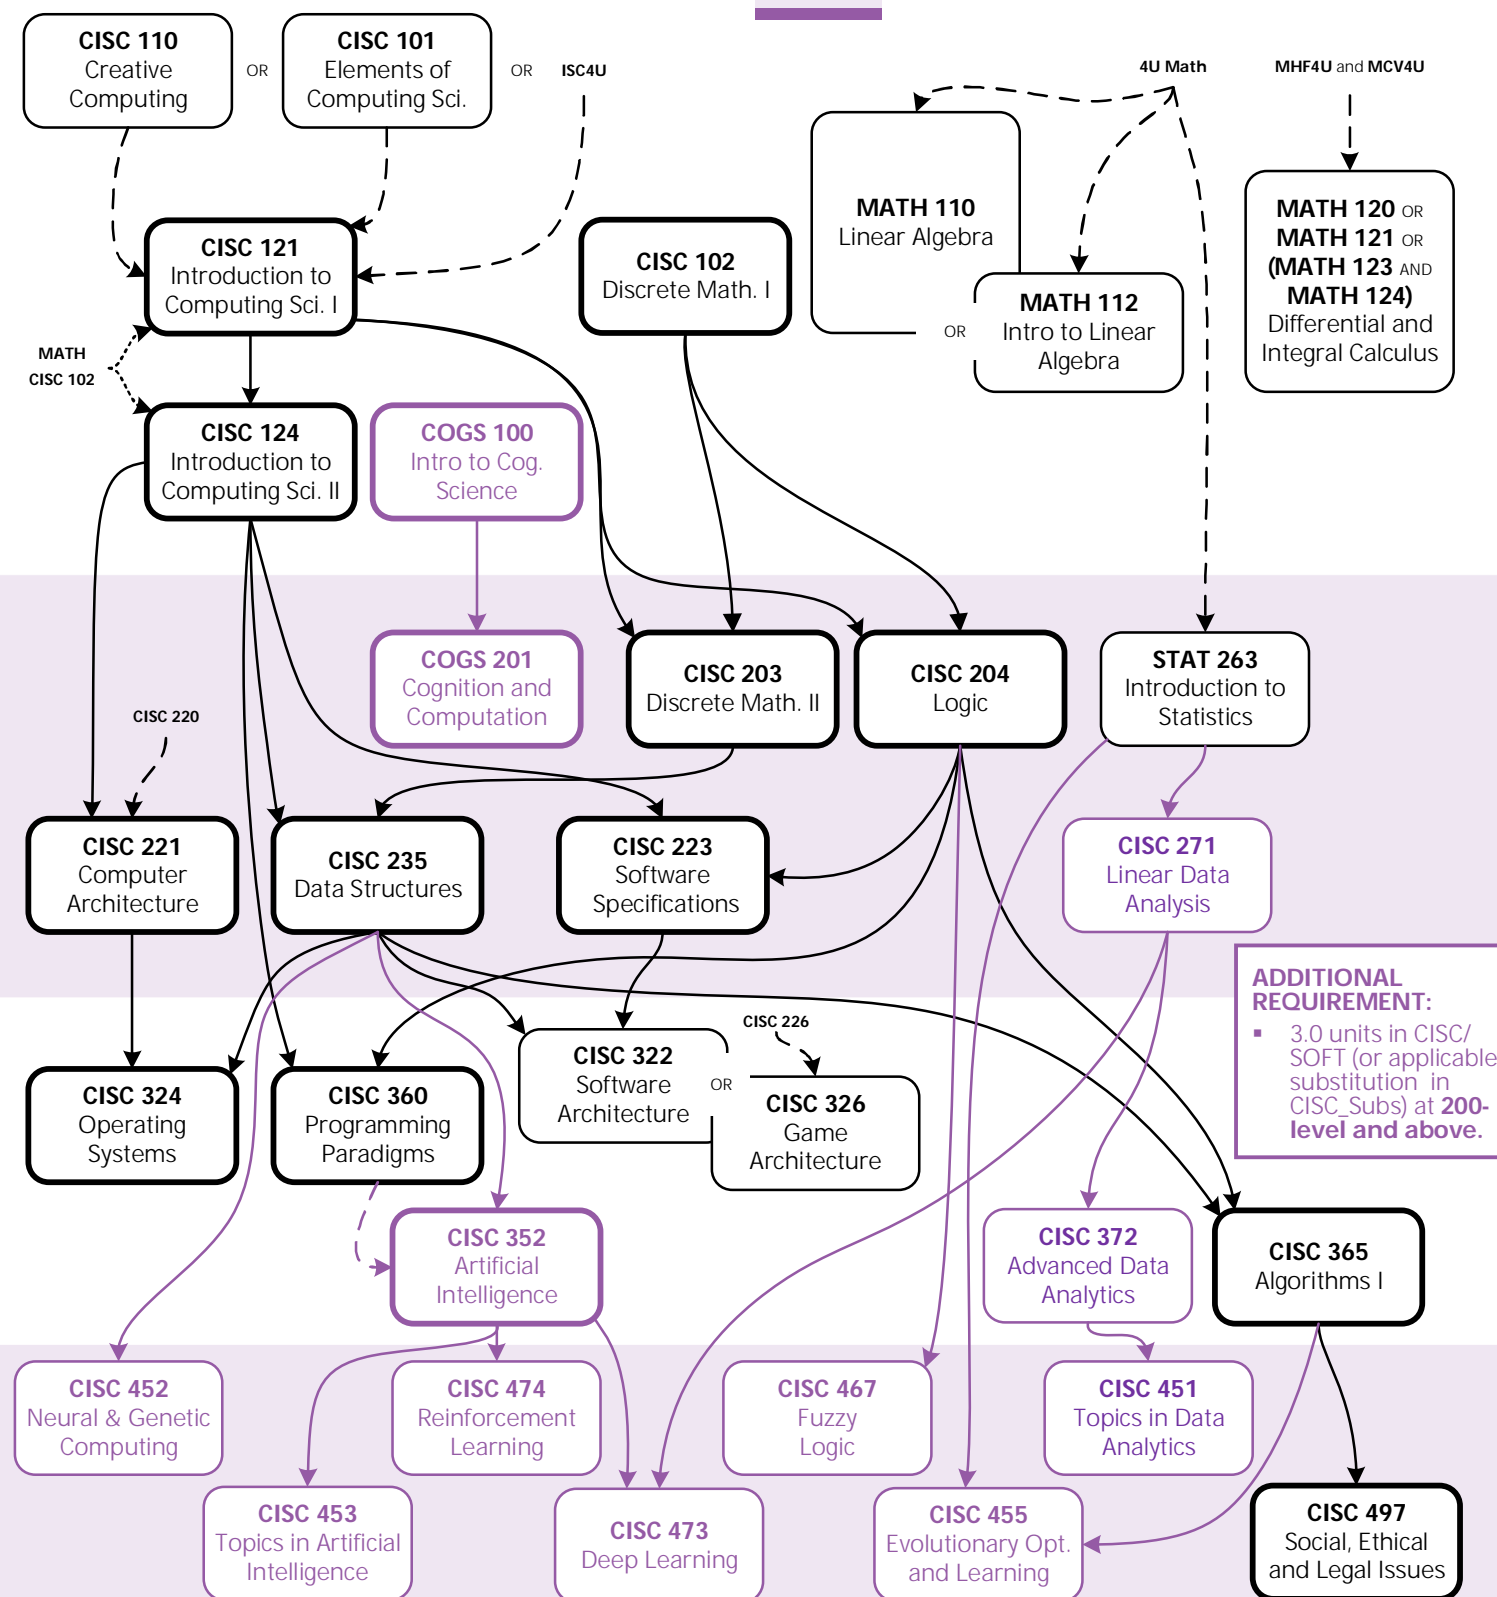 CISC 110
Creative
Computing
OR
CISC 101
Elements of
Computing Sci.
OR
ISC4U
4U Math
MHF4U and MCV4U
MATH 110
Linear Algebra
OR
MATH 112
Intro to Linear
Algebra
MATH 120 OR
MATH 121 OR
(MATH 123 AND
MATH 124)
Differential and
Integral Calculus
CISC 121
Introduction to
Computing Sci. I
CISC 102
Discrete Math. I
MATH
CISC 102
CISC 124
Introduction to
Computing Sci. II
COGS 100
Intro to Cog.
Science
COGS 201
Cognition and
Computation
CISC 203
Discrete Math. II
CISC 204
Logic
STAT 263
Introduction to
Statistics
CISC 220
CISC 221
Computer
Architecture
CISC 235
Data Structures
CISC 223
Software
Specifications
CISC 271
Linear Data
Analysis
ADDITIONAL
REQUIREMENT:
▪ 3.0 units in CISC/
SOFT (or applicable
substitution in
CISC_Subs) at 200-
level and above.
CISC 226
CISC 324
Operating
Systems
CISC 360
Programming
Paradigms
CISC 322
Software
Architecture
OR
CISC 326
Game
Architecture
CISC 352
Artificial
Intelligence
CISC 372
Advanced Data
Analytics
CISC 365
Algorithms I
CISC 452
Neural & Genetic
Computing
CISC 474
Reinforcement
Learning
CISC 467
Fuzzy
Logic
CISC 451
Topics in Data
Analytics
CISC 453
Topics in Artificial
Intelligence
CISC 473
Deep Learning
CISC 455
Evolutionary Opt.
and Learning
CISC 497
Social, Ethical
and Legal Issues